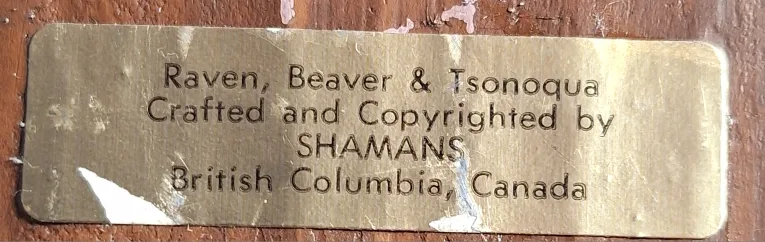 Raven, Beaver & Tsonoqua
Crafted and Copyrighted by
SHAMANS
British Columbia, Canada